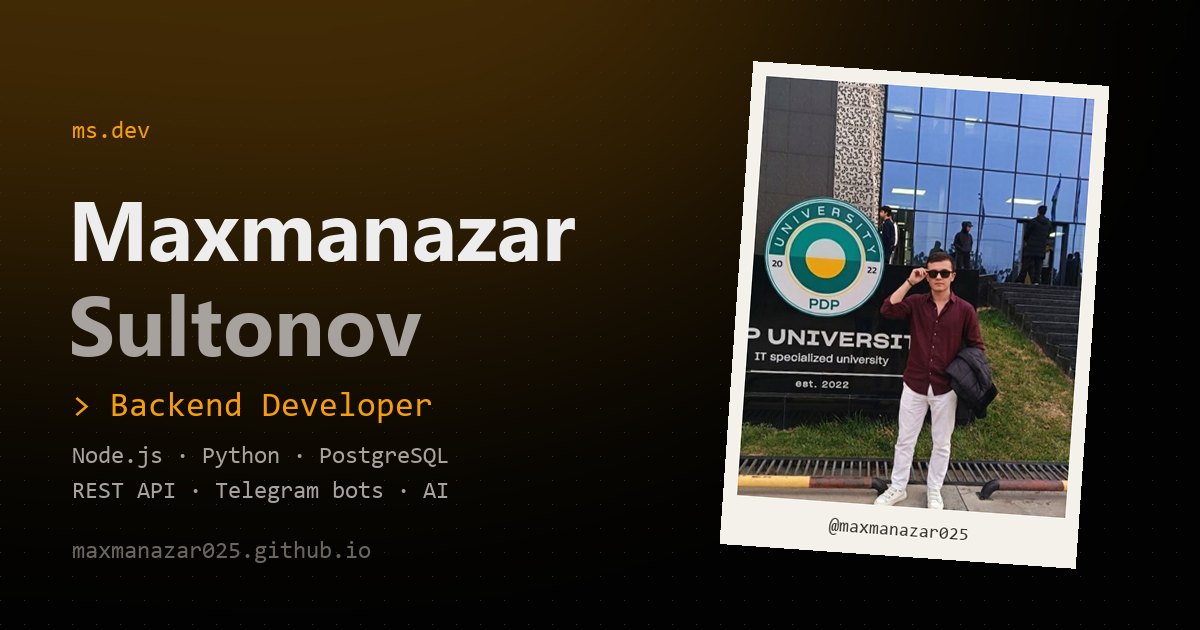 ms.dev
Maxmanazar
Sultonov
> Backend Developer
Node.js · Python · PostgreSQL
REST API · Telegram bots · AI
maxmanazar025.github.io
UNIVERSITY
20 22
PDP
P UNIVERSIT
IT specialized university
est. 2022
@maxmanazar025